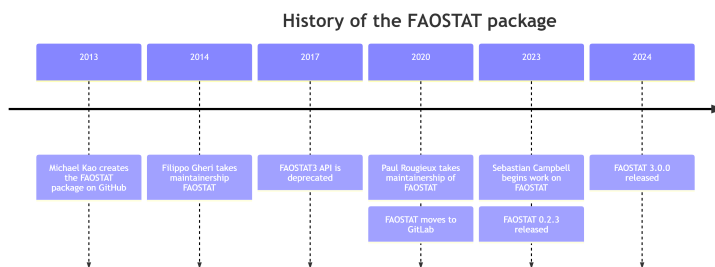 History of the FAOSTAT package
2013
2014
2017
2020
2023
2024
Michael Kao creates
the FAOSTAT
package on GitHub
Filippo Gheri takes
maintainership
FAOSTAT
FAOSTAT3 API is
deprecated
Paul Rougieux takes
maintainership of
FAOSTAT
Sebastian Campbell
begins work on
FAOSTAT
FAOSTAT 3.0.0
released
FAOSTAT moves to
GitLab
FAOSTAT 0.2.3
released